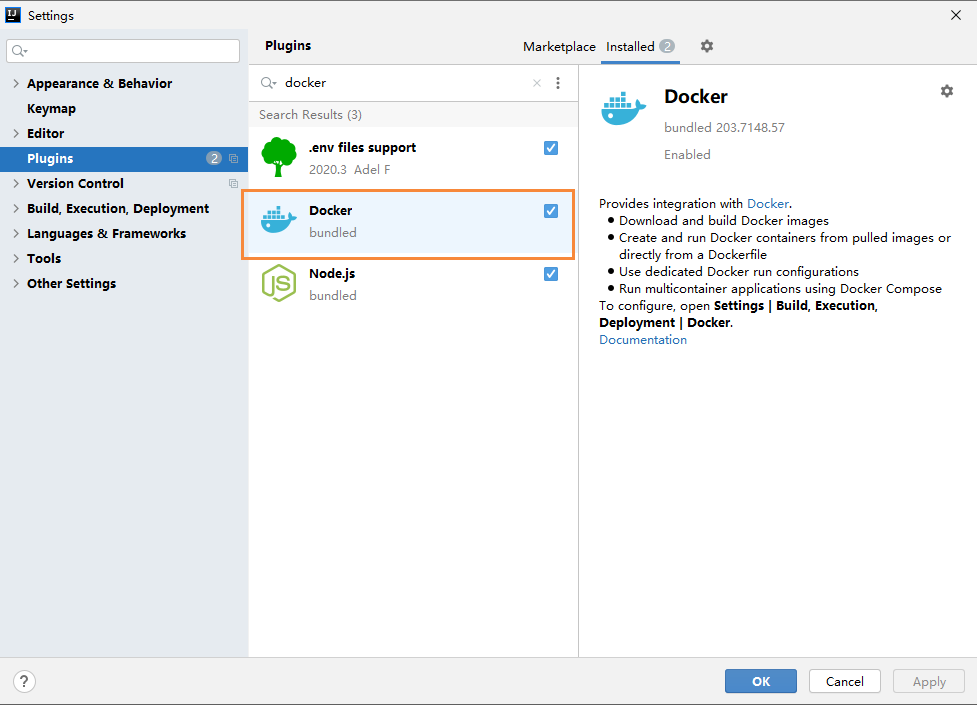 Settings
Appearance & Behavior
Keymap
Editor
Plugins 2
Version Control
Build, Execution, Deployment
Languages & Frameworks
Tools
Other Settings
Plugins
Marketplace Installed 2
docker
Search Results (3)
.env files support
2020.3 Adel F
Docker
bundled
Node.js
bundled
Docker
bundled 203.7148.57
Enabled
Provides integration with Docker.
Download and build Docker images
Create and run Docker containers from pulled images or
directly from a Dockerfile
Use dedicated Docker run configurations
Run multicontainer applications using Docker Compose
To configure, open Settings | Build, Execution,
Deployment | Docker.
Documentation
?
OK Cancel Apply